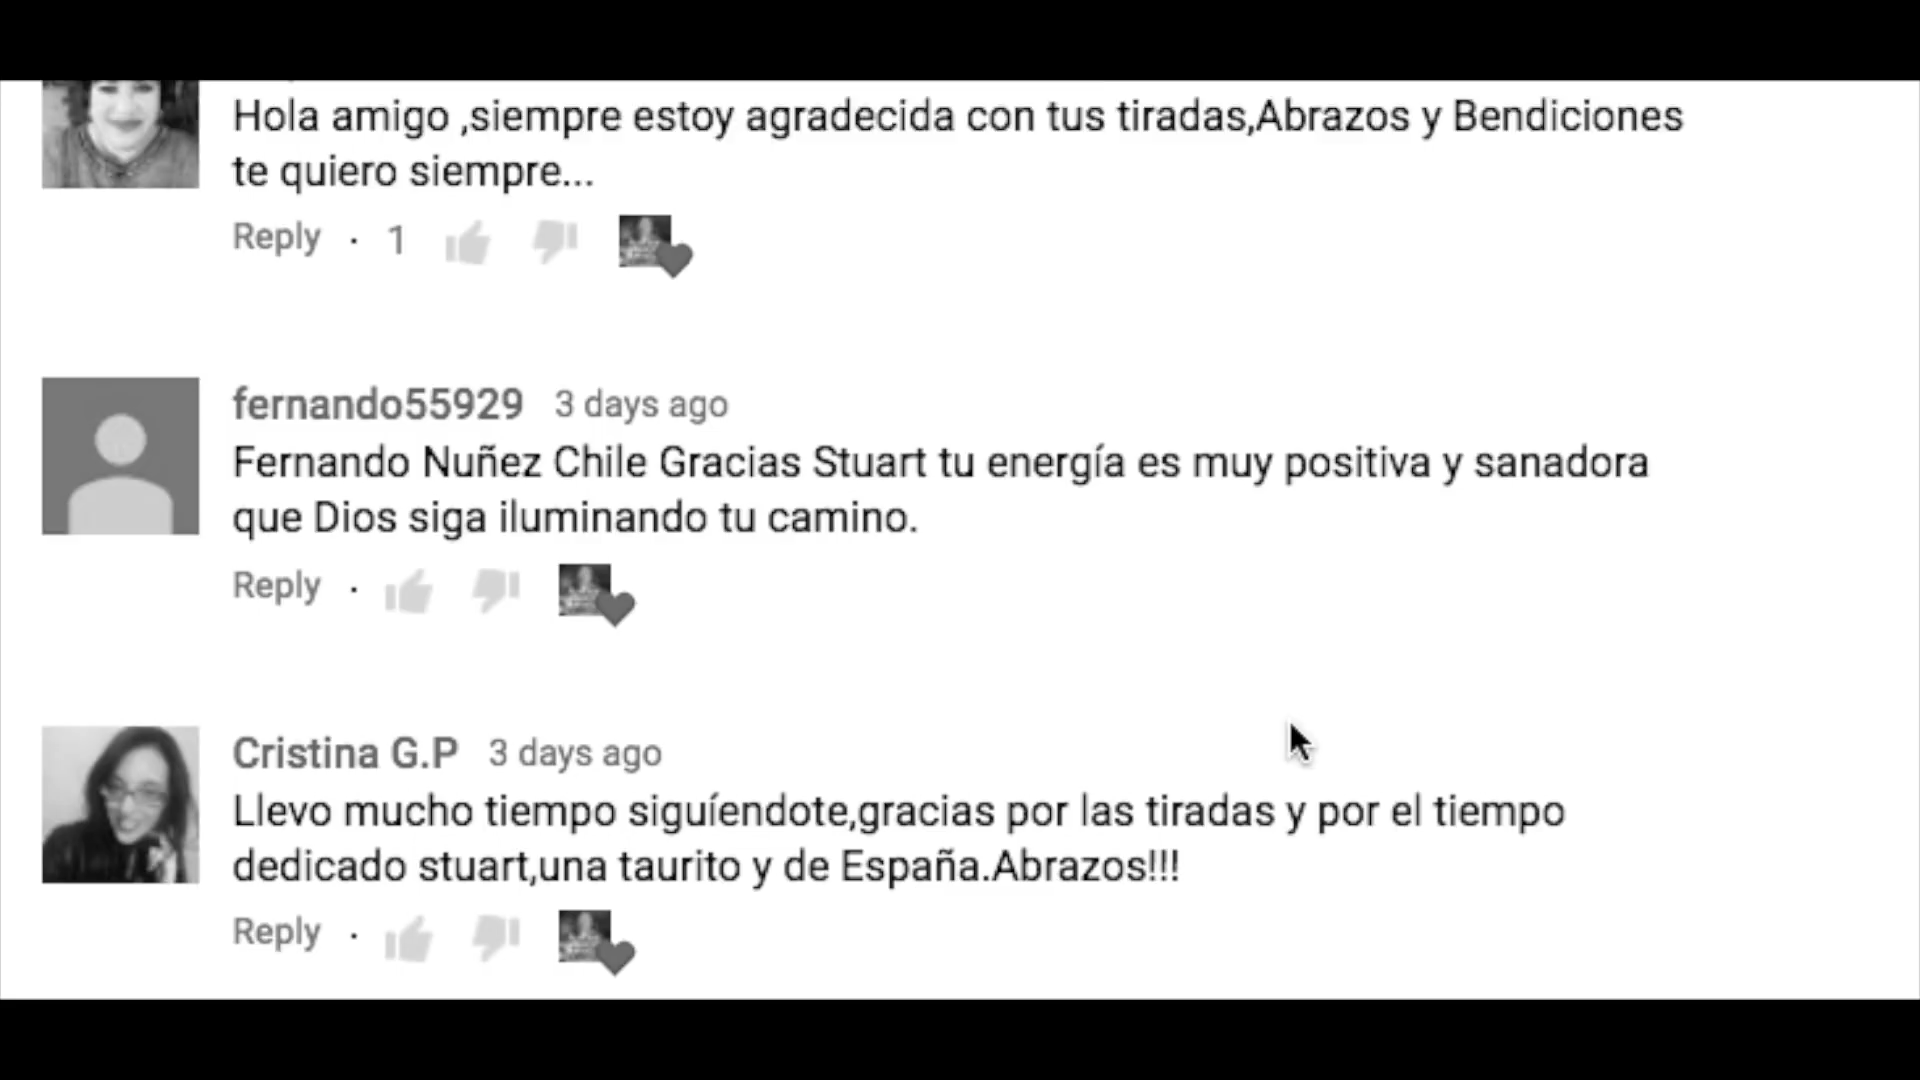 Hola amigo ,siempre estoy agradecida con tus tiradas,Abrazos y Bendiciones
te quiero siempre...
Reply · 1
fernando55929 3 days ago
Fernando Nuñez Chile Gracias Stuart tu energía es muy positiva y sanadora
que Dios siga iluminando tu camino.
Reply ·
Cristina G.P 3 days ago
Llevo mucho tiempo siguíendote,gracias por las tiradas y por el tiempo
dedicado stuart,una taurito y de España.Abrazos!!!
Reply ·